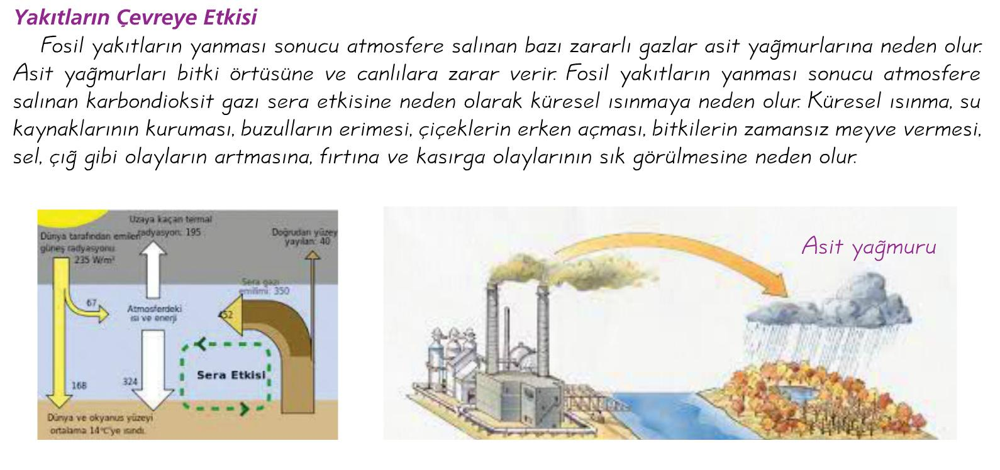 Yakıtların Çevreye Etkisi
Fosil yakıtların yanması sonucu atmosfere salınan bazı zararlı gazlar asit yağmurlarına neden olur.
Asit yağmurları bitki örtüsüne ve canlılara zarar verir. Fosil yakıtların yanması sonucu atmosfere
salınan karbondioksit gazı sera etkisine neden olarak küresel ısınmaya neden olur. Küresel ısınma, su
kaynaklarının kuruması, buzulların erimesi, çiçeklerin erken açması, bitkilerin zamansız meyve vermesi,
sel, çığ gibi olayların artmasına, fırtına ve kasırga olaylarının sık görülmesine neden olur.
Uzaya kaçan termal
radyasyon: 195
Dünya tarafından emilen
güneş radyasyonu
235 W/m²
Doğrudan yüzey
yayılan: 40
Sera gazı
emilimi: 350
67
Atmosferdeki
ısı ve enerji
452
168
324
Sera Etkisi
Dünya ve okyanus yüzeyi
ortalama 14°C'ye ısındı.
Asit yağmuru